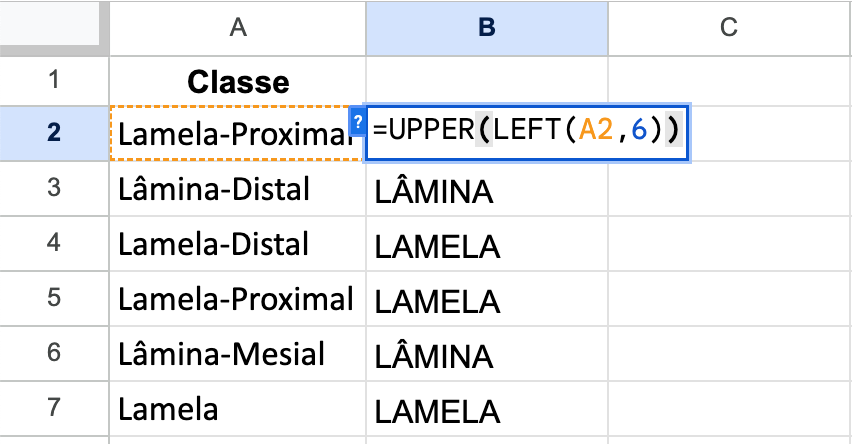 A B C
1 Classe
2 Lamela-Proximal ? =UPPER(LEFT(A2,6))
3 Lâmina-Distal LÂMINA
4 Lamela-Distal LAMELA
5 Lamela-Proximal LAMELA
6 Lâmina-Mesial LÂMINA
7 Lamela LAMELA